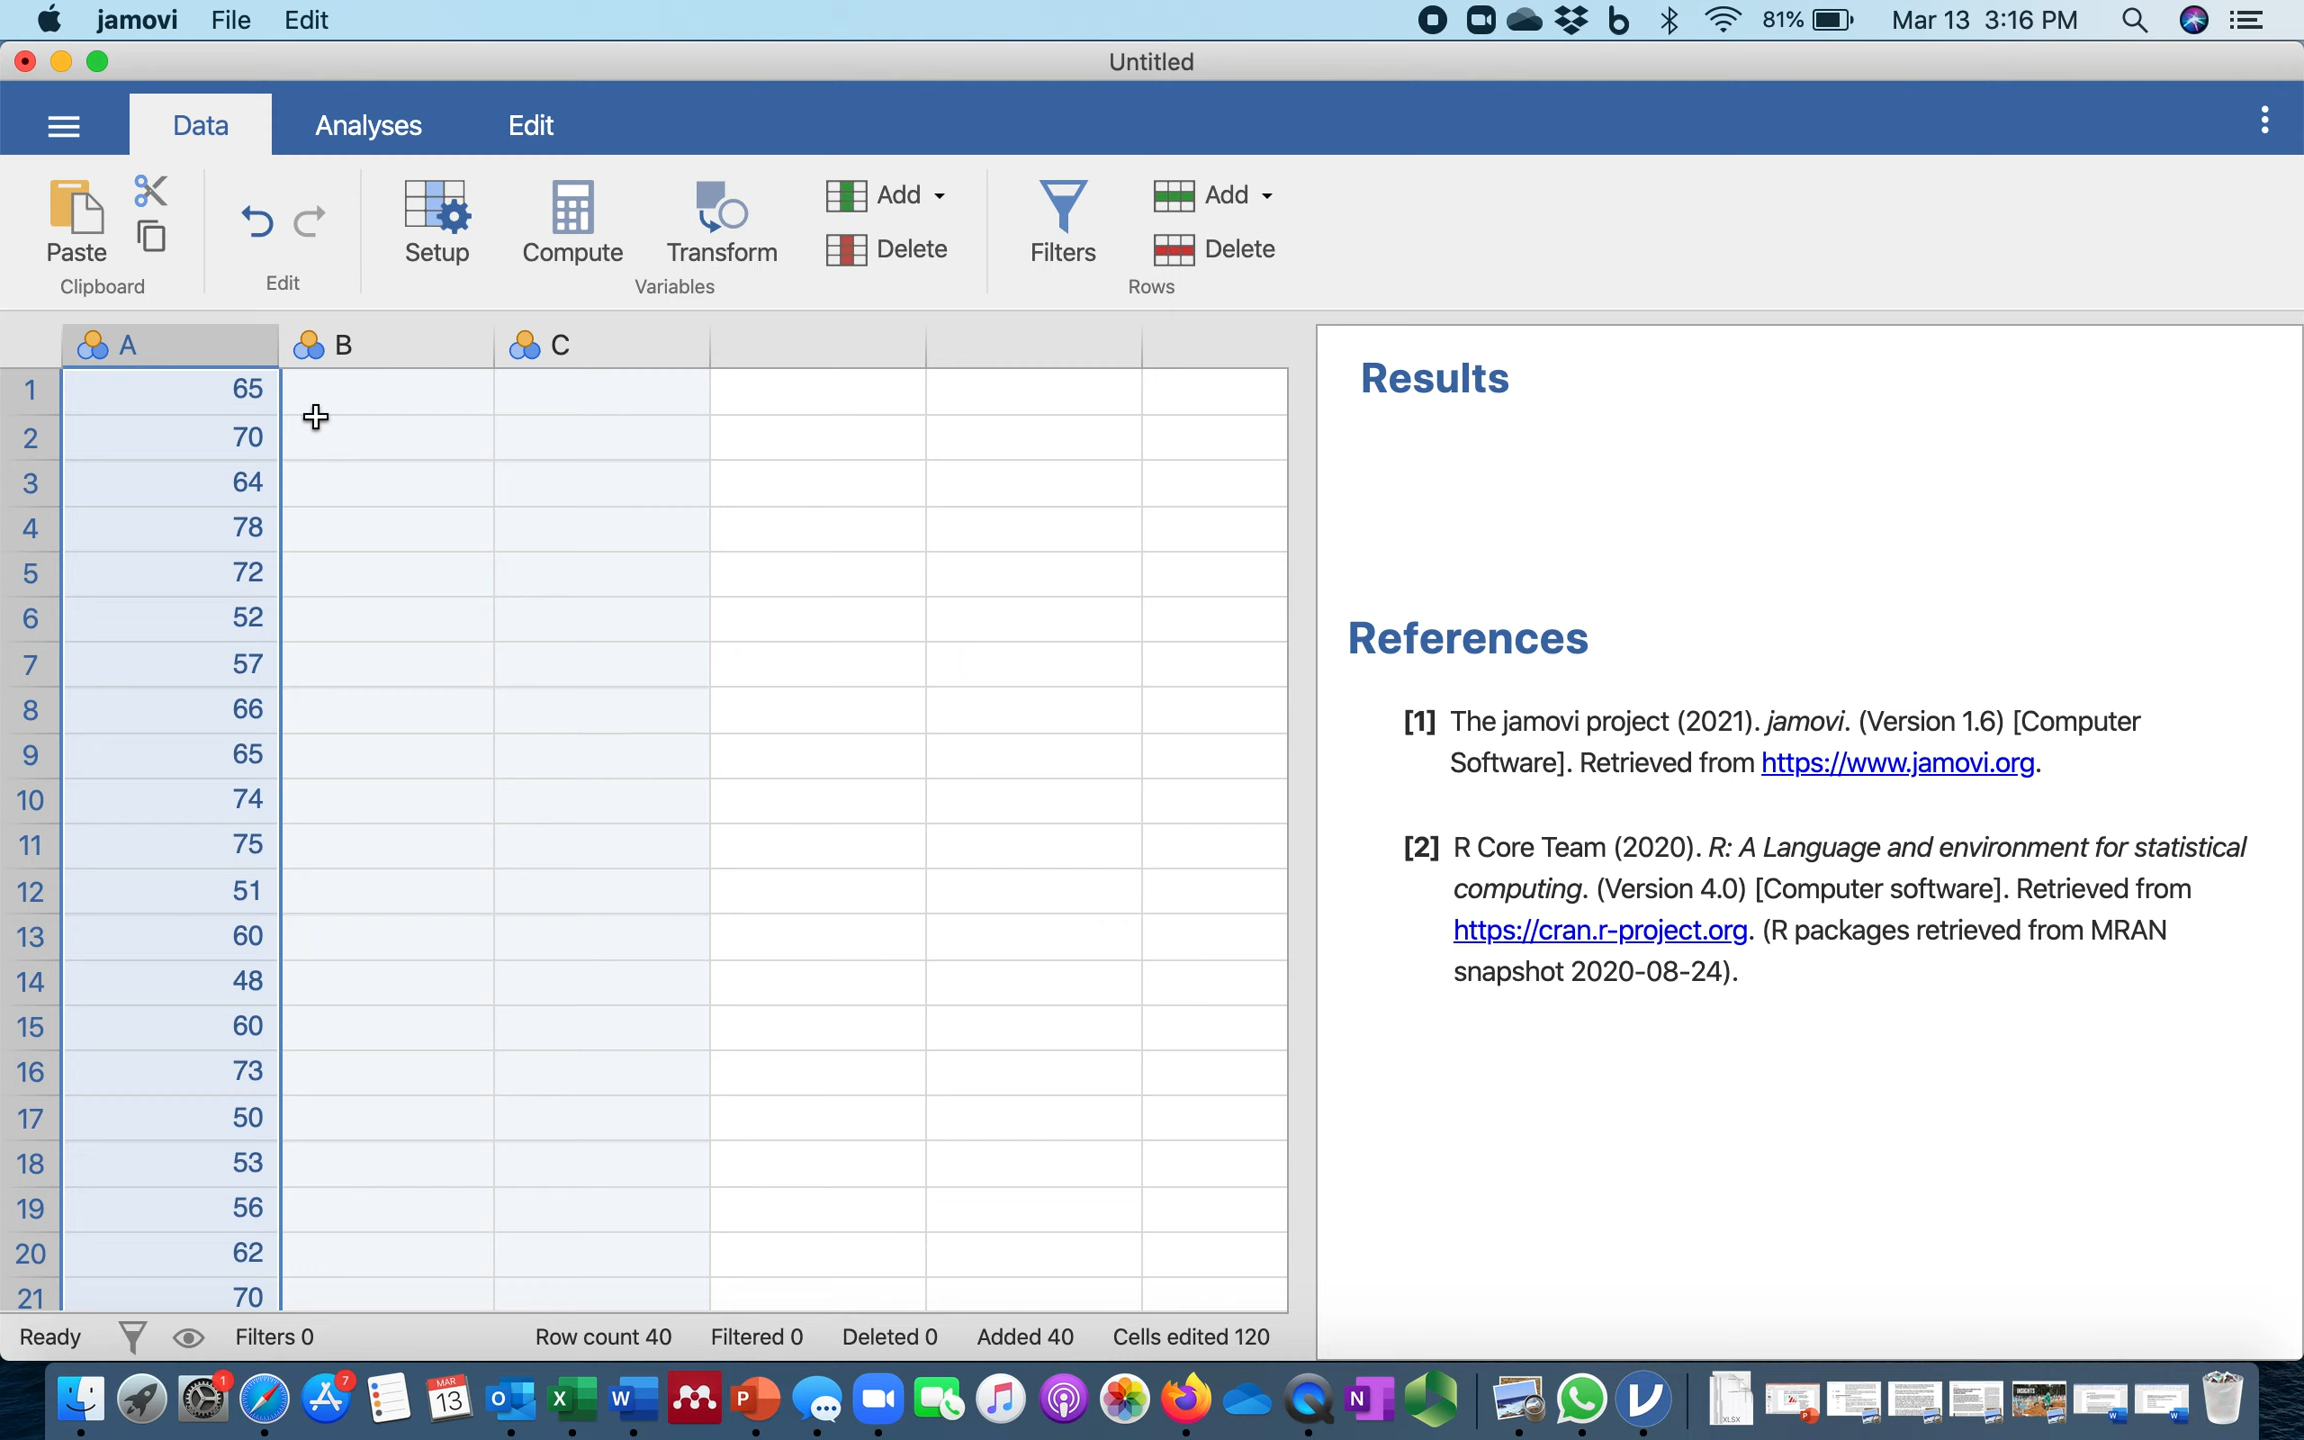 jamovi File Edit 81% Mar 13 3:16 PM
Untitled
Data Analyses Edit
Paste
Clipboard
Edit
Setup
Compute
Transform
Add
Delete
Variables
Filters
Add
Delete
Rows
A B C
1 65
2 70
3 64
4 78
5 72
6 52
7 57
8 66
9 65
10 74
11 75
12 51
13 60
14 48
15 60
16 73
17 50
18 53
19 56
20 62
21 70
Results
References
[1] The jamovi project (2021). jamovi. (Version 1.6) [Computer
Software]. Retrieved from https://www.jamovi.org.
[2] R Core Team (2020). R: A Language and environment for statistical
computing. (Version 4.0) [Computer software]. Retrieved from
https://cran.r-project.org. (R packages retrieved from MRAN
snapshot 2020-08-24).
Ready Filters 0 Row count 40 Filtered 0 Deleted 0 Added 40 Cells edited 120
1 7 MAR 13 O X W P N XLSX P INSIGHTS W W